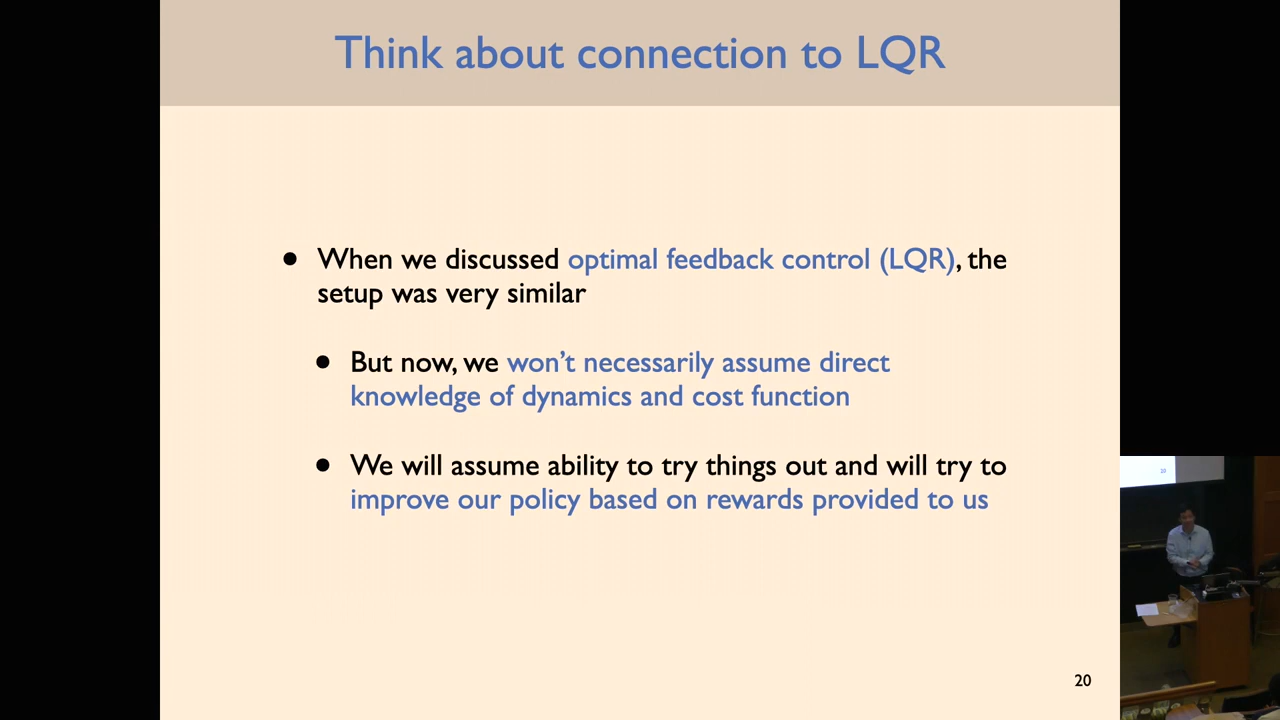 Think about connection to LQR
● When we discussed optimal feedback control (LQR), the
setup was very similar
● But now, we won't necessarily assume direct
knowledge of dynamics and cost function
● We will assume ability to try things out and will try to
improve our policy based on rewards provided to us
20